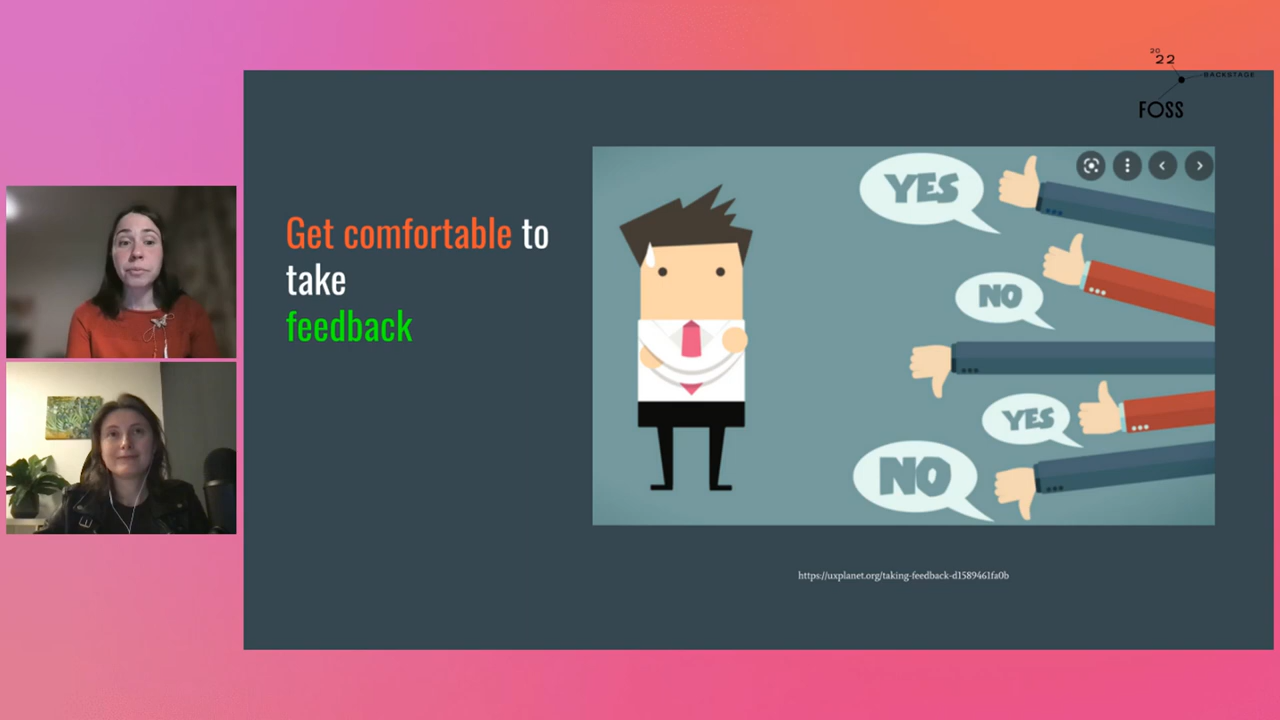 20
22
BACKSTAGE
FOSS
Get comfortable to
take
feedback
YES
NO
YES
NO
https://uxplanet.org/taking-feedback-d1589461fa0b